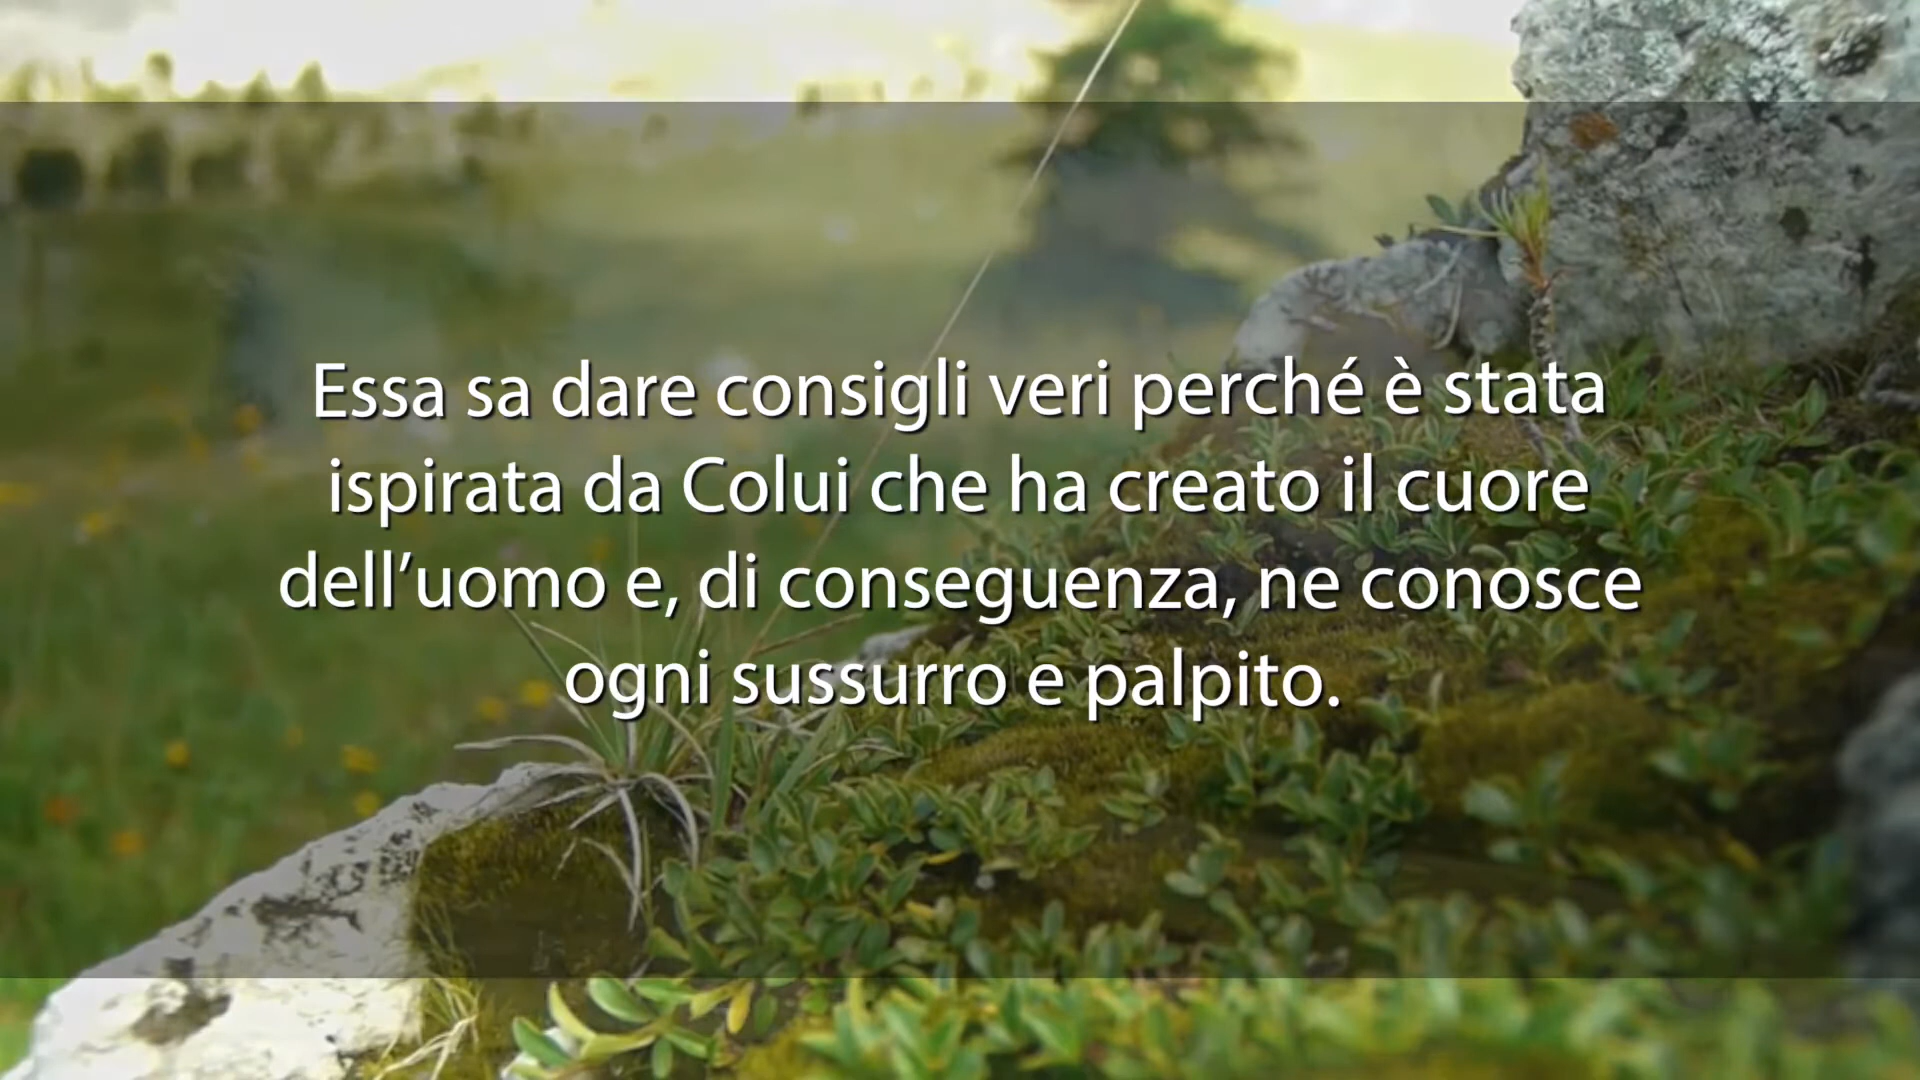 Essa sa dare consigli veri perché è stata
ispirata da Colui che ha creato il cuore
dell’uomo e, di conseguenza, ne conosce
ogni sussurro e palpito.